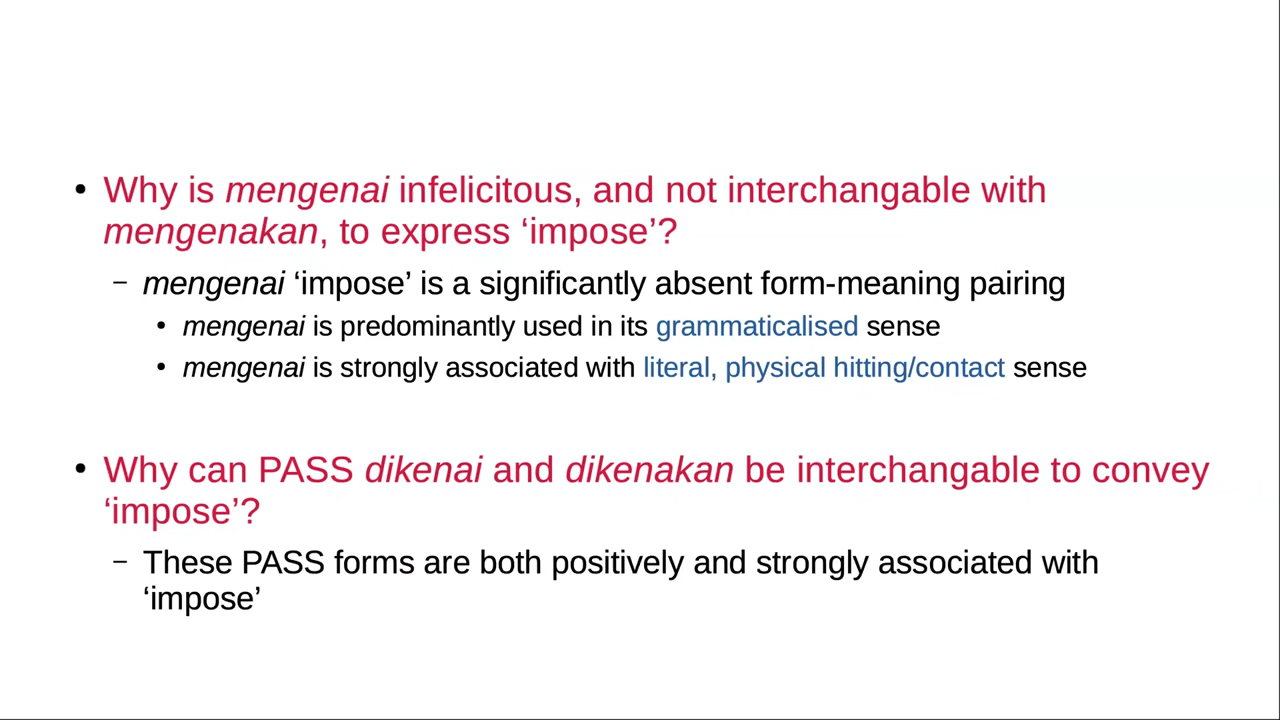 • Why is mengenai infelicitous, and not interchangable with
mengenakan, to express ‘impose’?
– mengenai ‘impose’ is a significantly absent form-meaning pairing
• mengenai is predominantly used in its grammaticalised sense
• mengenai is strongly associated with literal, physical hitting/contact sense
• Why can PASS dikenai and dikenakan be interchangable to convey
‘impose’?
– These PASS forms are both positively and strongly associated with
‘impose’